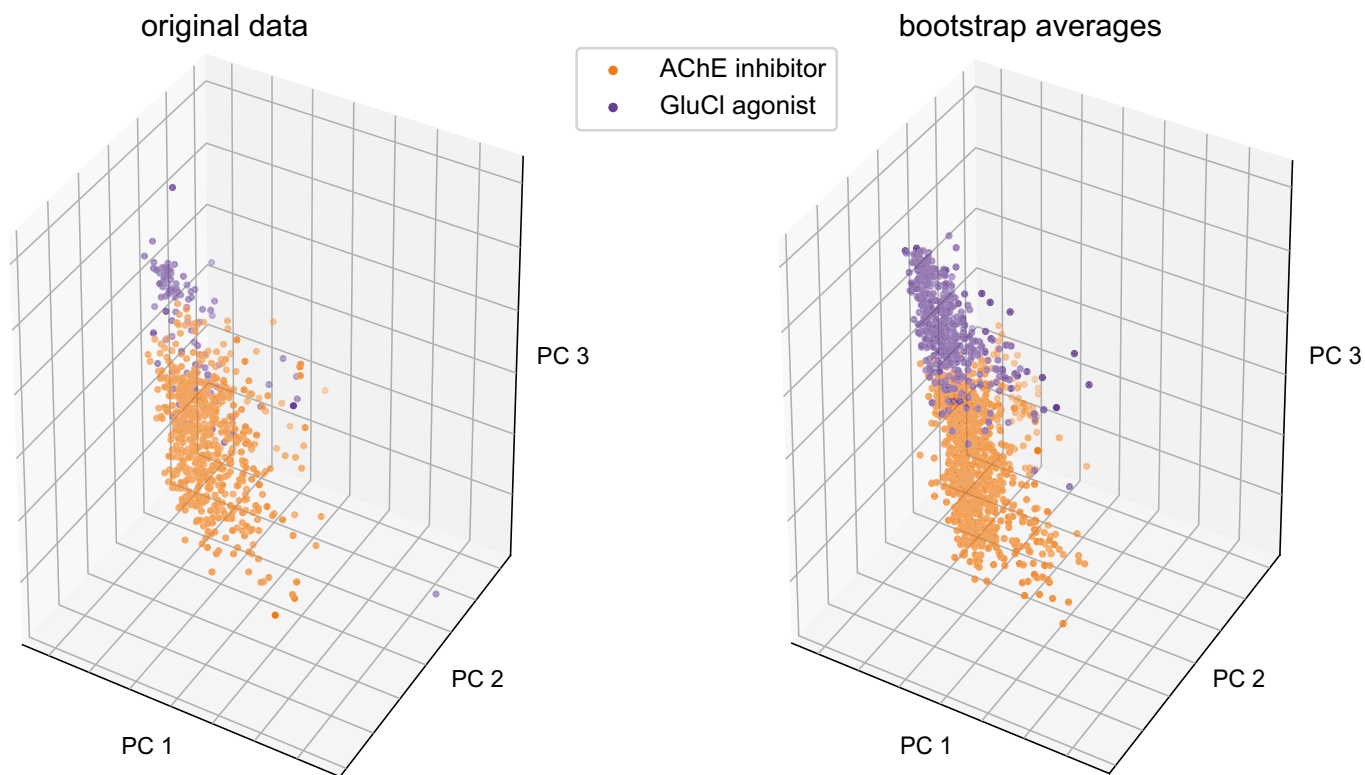 original data
bootstrap averages
AChE inhibitor
GluCl agonist
PC 3
PC 2
PC 1
PC 3
PC 2
PC 1